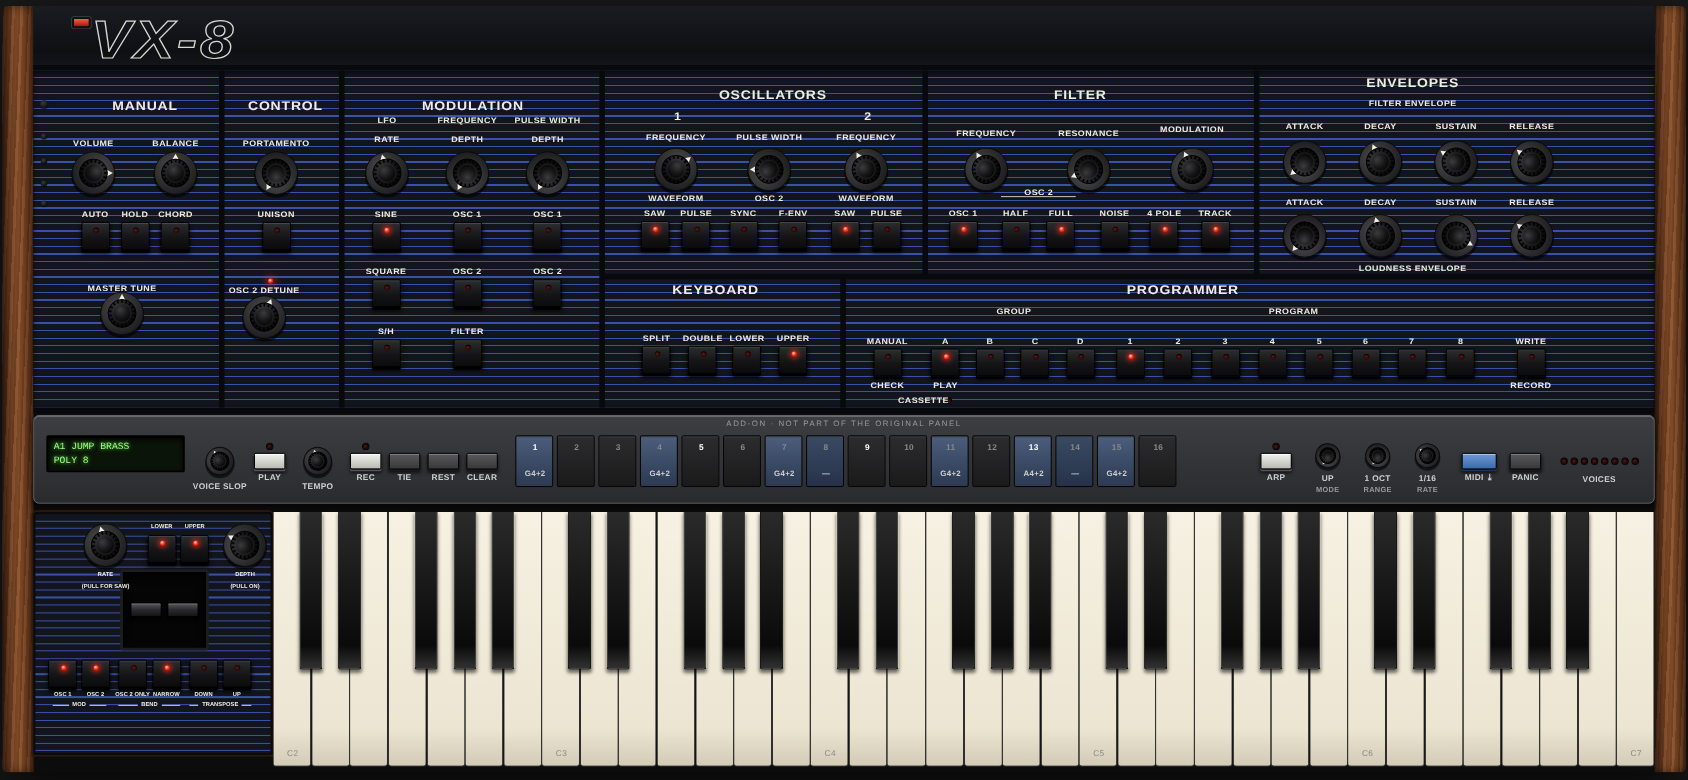 VX-8
MANUAL
CONTROL
MODULATION
OSCILLATORS
FILTER
ENVELOPES
LFO FREQUENCY PULSE WIDTH
1 2
FILTER ENVELOPE
VOLUME BALANCE
PORTAMENTO
RATE DEPTH DEPTH
FREQUENCY PULSE WIDTH FREQUENCY
FREQUENCY RESONANCE MODULATION
ATTACK DECAY SUSTAIN RELEASE
WAVEFORM OSC 2 WAVEFORM
OSC 2
AUTO HOLD CHORD
UNISON
SINE OSC 1 OSC 1
SAW PULSE SYNC F-ENV SAW PULSE
OSC 1 HALF FULL NOISE 4 POLE TRACK
ATTACK DECAY SUSTAIN RELEASE
LOUDNESS ENVELOPE
SQUARE OSC 2 OSC 2
MASTER TUNE
OSC 2 DETUNE
S/H FILTER
KEYBOARD
SPLIT DOUBLE LOWER UPPER
PROGRAMMER
GROUP PROGRAM
MANUAL A B C D 1 2 3 4 5 6 7 8 WRITE
CHECK PLAY RECORD
CASSETTE
ADD-ON · NOT PART OF THE ORIGINAL PANEL
A1 JUMP BRASS
POLY 8
VOICE SLOP
PLAY
TEMPO
REC TIE REST CLEAR
1 2 3 4 5 6 7 8 9 10 11 12 13 14 15 16
G4+2 G4+2 G4+2 — G4+2 A4+2 — G4+2
ARP
UP 1 OCT 1/16
MODE RANGE RATE
MIDI ⤓ PANIC
VOICES
LOWER UPPER
RATE DEPTH
(PULL FOR SAW) (PULL ON)
OSC 1 OSC 2 OSC 2 ONLY NARROW DOWN UP
MOD BEND TRANSPOSE
C2 C3 C4 C5 C6 C7